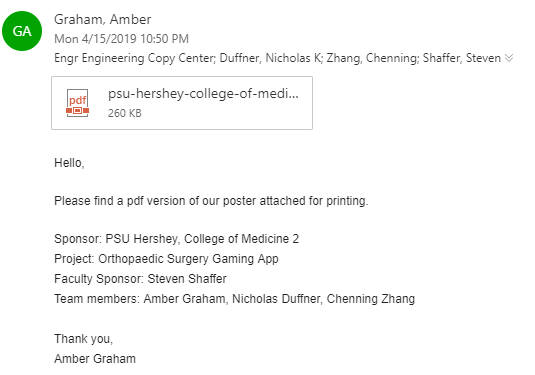 GA
Graham, Amber
Mon 4/15/2019 10:50 PM
Engr Engineering Copy Center; Duffner, Nicholas K; Zhang, Chenning; Shaffer, Steven
pdf
psu-hershey-college-of-medi...
260 KB
Hello,
Please find a pdf version of our poster attached for printing.
Sponsor: PSU Hershey, College of Medicine 2
Project: Orthopaedic Surgery Gaming App
Faculty Sponsor: Steven Shaffer
Team members: Amber Graham, Nicholas Duffner, Chenning Zhang
Thank you,
Amber Graham